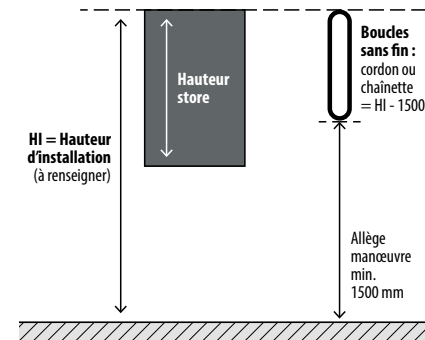 HI = Hauteur
d'installation
(à renseigner)
Hauteur
store
Boucles
sans fin :
cordon ou
chaînette
= HI - 1500
Allège
manœuvre
min.
1500 mm